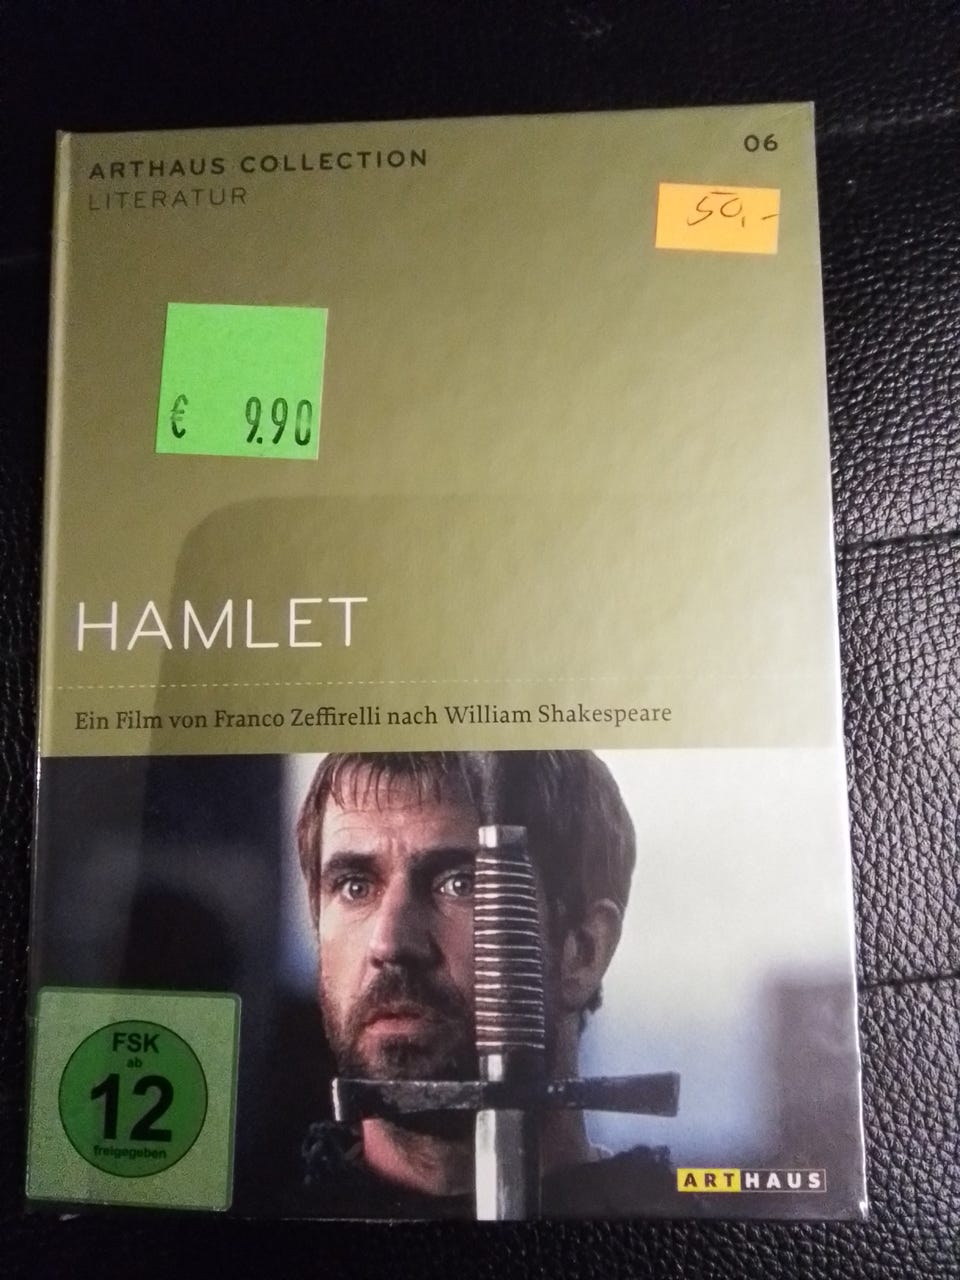 ARTHAUS COLLECTION
LITERATUR
06
50,-
€ 9.90
HAMLET
Ein Film von Franco Zeffirelli nach William Shakespeare
FSK
ab
12
freigegeben
ARTHAUS